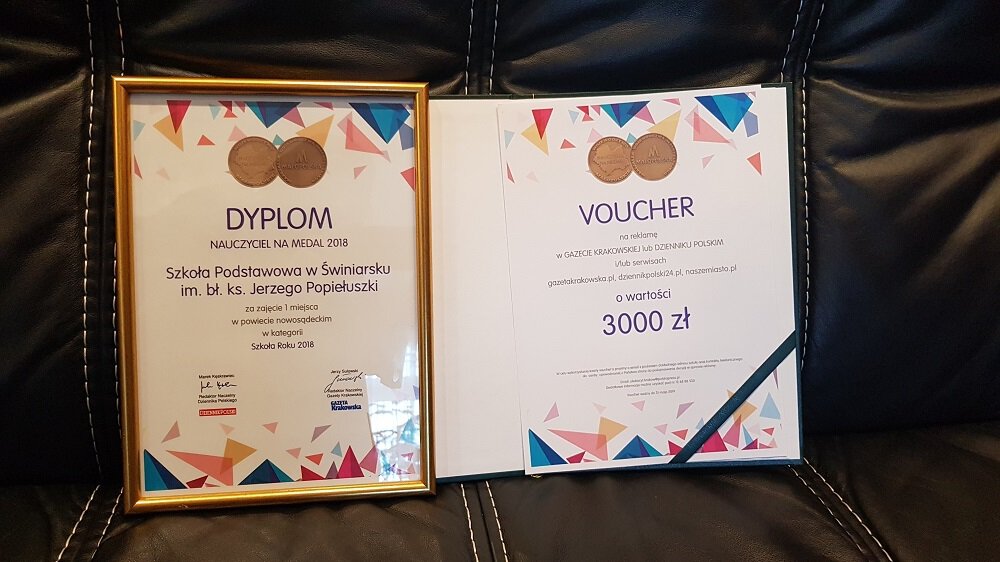 DYPLOM
NAUCZYCIEL NA MEDAL 2018
Szkoła Podstawowa w Świniarsku
im. bł. ks. Jerzego Popiełuszki
za zajęcie 1 miejsca
w powiecie nowosądeckim
w kategorii
Szkoła Roku 2018
Marek Kęskrawiec
Redaktor Naczelny
Dziennika Polskiego
DZIENNIK POLSKI
Jerzy Sułowski
Redaktor Naczelny
Gazety Krakowskiej
GAZETA
Krakowska
VOUCHER
na reklamę
w GAZECIE KRAKOWSKIEJ lub DZIENNIKU POLSKIM
i/lub serwisach
gazetakrakowska.pl, dziennikpolski24.pl, naszemiasto.pl
o wartości
3000 zł